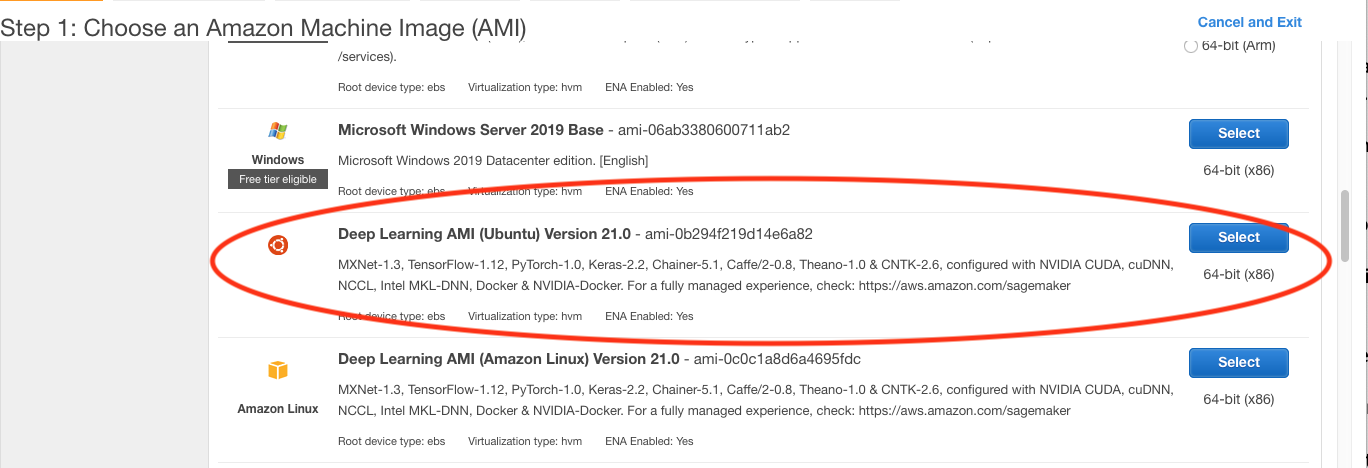 Step 1: Choose an Amazon Machine Image (AMI)
Cancel and Exit
64-bit (Arm)
/services).
Root device type: ebs Virtualization type: hvm ENA Enabled: Yes
Microsoft Windows Server 2019 Base - ami-06ab3380600711ab2
Select
Windows
Microsoft Windows 2019 Datacenter edition. [English]
64-bit (x86)
Free tier eligible
Root device type: ebs Virtualization type: hvm ENA Enabled: Yes
Deep Learning AMI (Ubuntu) Version 21.0 - ami-0b294f219d14e6a82
Select
MXNet-1.3, TensorFlow-1.12, PyTorch-1.0, Keras-2.2, Chainer-5.1, Caffe/2-0.8, Theano-1.0 & CNTK-2.6, configured with NVIDIA CUDA, cuDNN,
64-bit (x86)
NCCL, Intel MKL-DNN, Docker & NVIDIA-Docker. For a fully managed experience, check: https://aws.amazon.com/sagemaker
Root device type: ebs Virtualization type: hvm ENA Enabled: Yes
Deep Learning AMI (Amazon Linux) Version 21.0 - ami-0c0c1a8d6a4695fdc
Select
Amazon Linux
MXNet-1.3, TensorFlow-1.12, PyTorch-1.0, Keras-2.2, Chainer-5.1, Caffe/2-0.8, Theano-1.0 & CNTK-2.6, configured with NVIDIA CUDA, cuDNN,
64-bit (x86)
NCCL, Intel MKL-DNN, Docker & NVIDIA-Docker. For a fully managed experience, check: https://aws.amazon.com/sagemaker
Root device type: ebs Virtualization type: hvm ENA Enabled: Yes